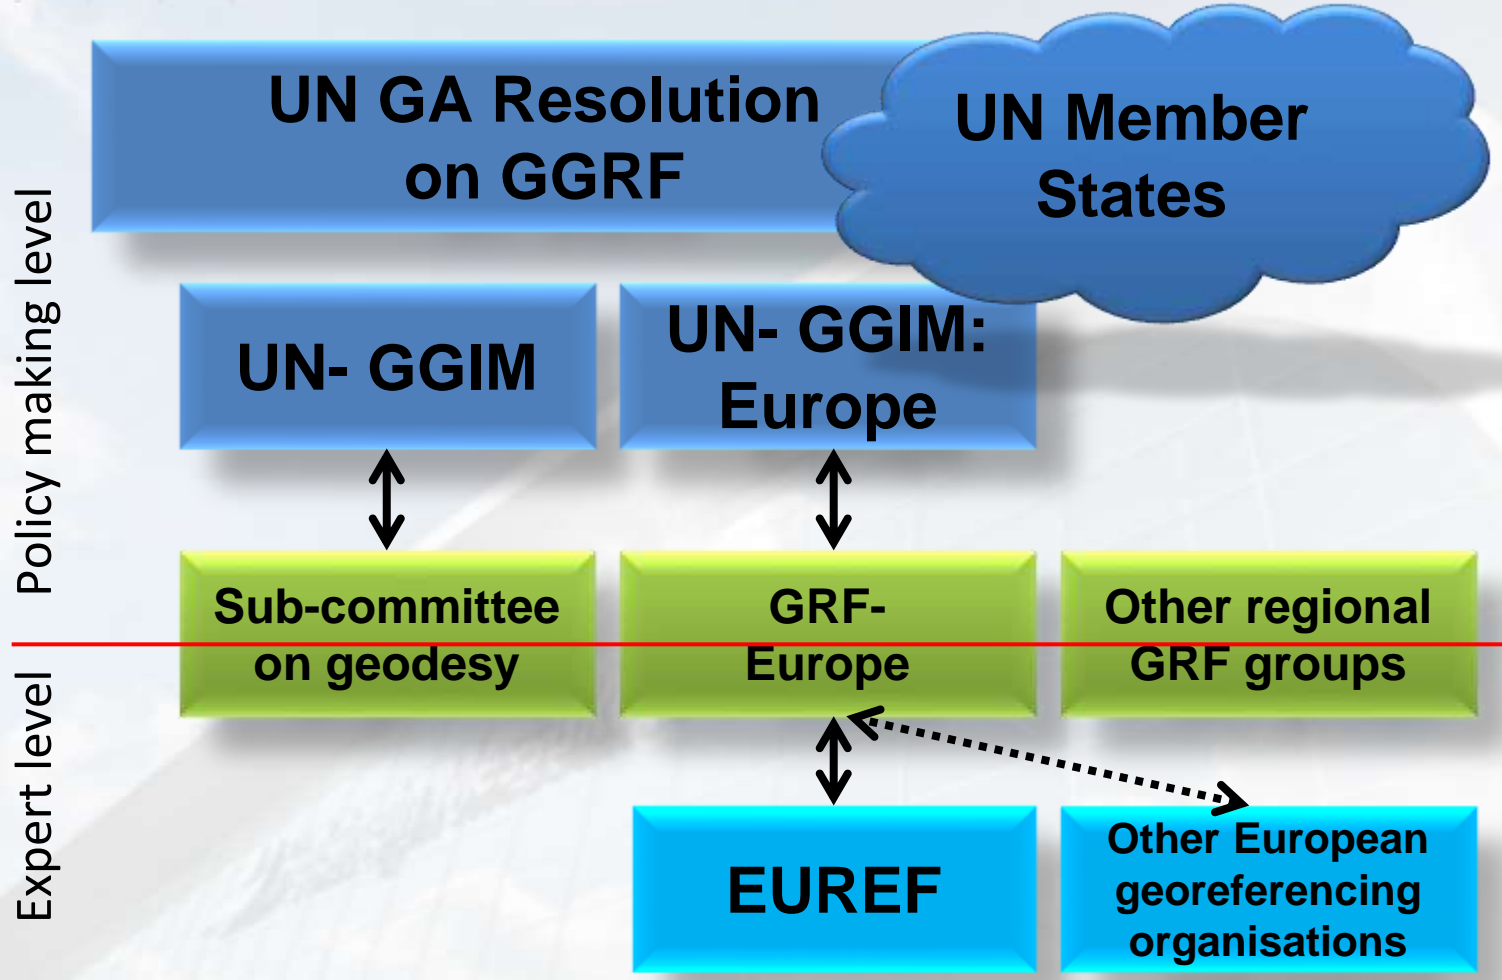 UN GA Resolution
on GGRF
UN Member
States
Policy making level
UN- GGIM
UN- GGIM:
Europe
Sub-committee
on geodesy
GRF-
Europe
Other regional
GRF groups
Expert level
EUREF
Other European
georeferencing
organisations